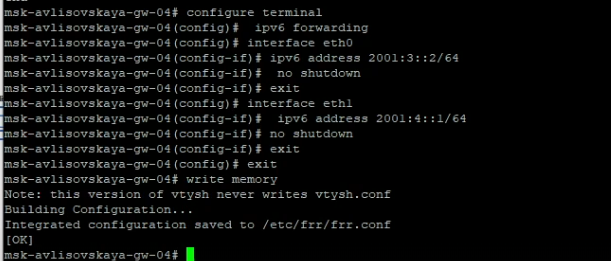 msk-avlisovskaya-gw-04# configure terminal
msk-avlisovskaya-gw-04(config)#  ipv6 forwarding
msk-avlisovskaya-gw-04(config)# interface eth0
msk-avlisovskaya-gw-04(config-if)# ipv6 address 2001:3::2/64
msk-avlisovskaya-gw-04(config-if)#  no shutdown
msk-avlisovskaya-gw-04(config-if)# exit
msk-avlisovskaya-gw-04(config)# interface eth1
msk-avlisovskaya-gw-04(config-if)#  ipv6 address 2001:4::1/64
msk-avlisovskaya-gw-04(config-if)# no shutdown
msk-avlisovskaya-gw-04(config-if)# exit
msk-avlisovskaya-gw-04(config)# exit
msk-avlisovskaya-gw-04# write memory
Note: this version of vtysh never writes vtysh.conf
Building Configuration...
Integrated configuration saved to /etc/frr/frr.conf
[OK]
msk-avlisovskaya-gw-04#